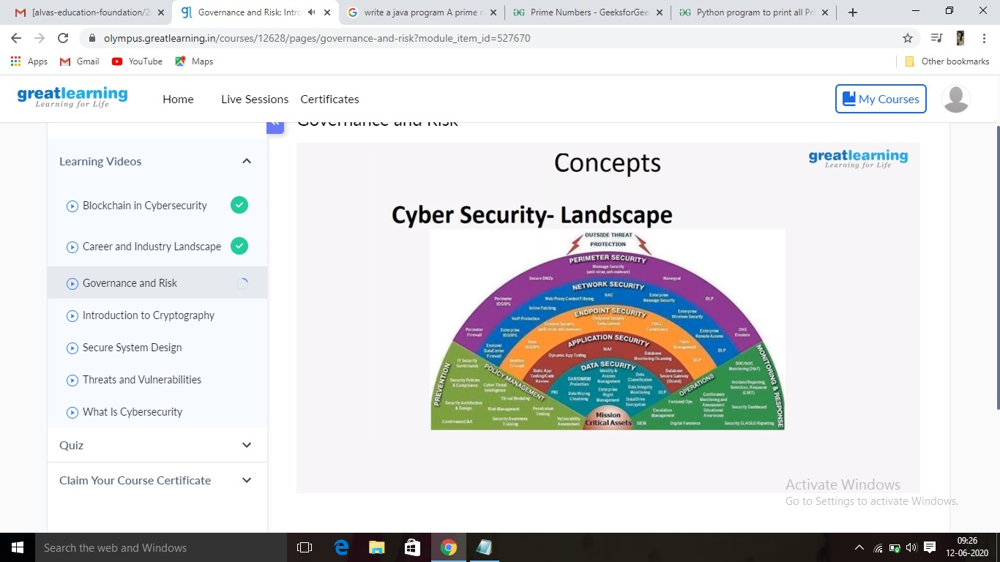 [alvas-education-foundation/2
Governance and Risk: Intro
write a java program A prime n
Prime Numbers - GeeksforGee
Python program to print all Pri
olympus.greatlearning.in/courses/12628/pages/governance-and-risk?module_item_id=527670
Apps
Gmail
YouTube
Maps
Other bookmarks
greatlearning
Learning for Life
Home
Live Sessions
Certificates
My Courses
Governance and Risk
Learning Videos
Blockchain in Cybersecurity
Career and Industry Landscape
Governance and Risk
Introduction to Cryptography
Secure System Design
Threats and Vulnerabilities
What Is Cybersecurity
Quiz
Claim Your Course Certificate
Concepts
greatlearning
Learning for Life
Cyber Security- Landscape
OUTSIDE THREAT
PROTECTION
PERIMETER SECURITY
Message Security
(anti-virus, anti-malware)
Secure DMZs
Honeypot
Perimeter
IDS/IPS
DLP
Perimeter
Firewall
DHS
Einstein
NETWORK SECURITY
NAC
Web Proxy Content Filtering
Enterprise
Message Security
Inline Patching
VoIP Protection
Enterprise
Wireless Security
Enterprise
IDS/IPS
Enterprise
Remote Access
Enclave/
DataCenter
Firewall
DLP
ENDPOINT SECURITY
Endpoint Security
Enforcement
Content Security
(anti-virus, anti-malware)
FDCC
Compliance
Host
IDS/IPS
Patch
Management
Desktop
Firewall
DLP
APPLICATION SECURITY
WAF
Dynamic App Testing
Database
Monitoring/Scanning
Static App
Testing/Code
Review
Database
Secure Gateway
(Shield)
DATA SECURITY
Identity &
Access
Management
Data
Classification
DAR/DIM/DIU
Protection
Data Integrity
Monitoring
PKI
Data Wiping
Cleansing
Enterprise
Right
Management
Data/Drive
Encryption
DLP
Mission
Critical Assets
PREVENTION
POLICY MANAGEMENT
IT Security
Governance
Security Policies
& Compliance
Cyber Threat
Intelligence
Threat Modeling
Security Architecture
& Design
Risk Management
Penetration
Testing
Continuous C&A
Security Awareness
Training
Vulnerability
Assessment
OPERATIONS
MONITORING & RESPONSE
SOC/NOC
Monitoring (24x7)
Incident Reporting,
Detection, Response
(CIRT)
Focused Ops
Continuous
Monitoring and
Assessment
Situational
Awareness
Security Dashboard
Escalation
Management
SIEM
Digital Forensics
Security SLA/SLO Reporting
Activate Windows
Go to Settings to activate Windows.
Search the web and Windows
09:26
12-06-2020